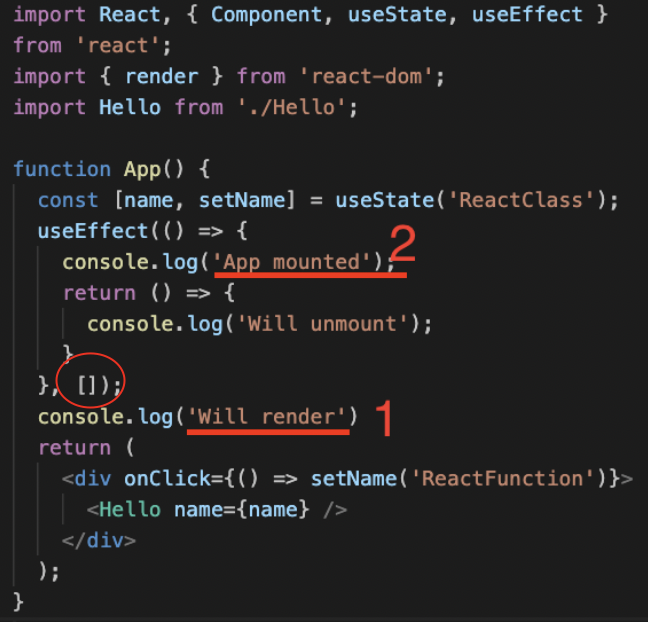 import React, { Component, useState, useEffect }
from 'react';
import { render } from 'react-dom';
import Hello from './Hello';
function App() {
const [name, setName] = useState('ReactClass');
useEffect(() => {
console.log('App mounted'); 2
return () => {
console.log('Will unmount');
}
}, []);
console.log('Will render') 1
return (
<div onClick={() => setName('ReactFunction')}>
<Hello name={name} />
</div>
);
}